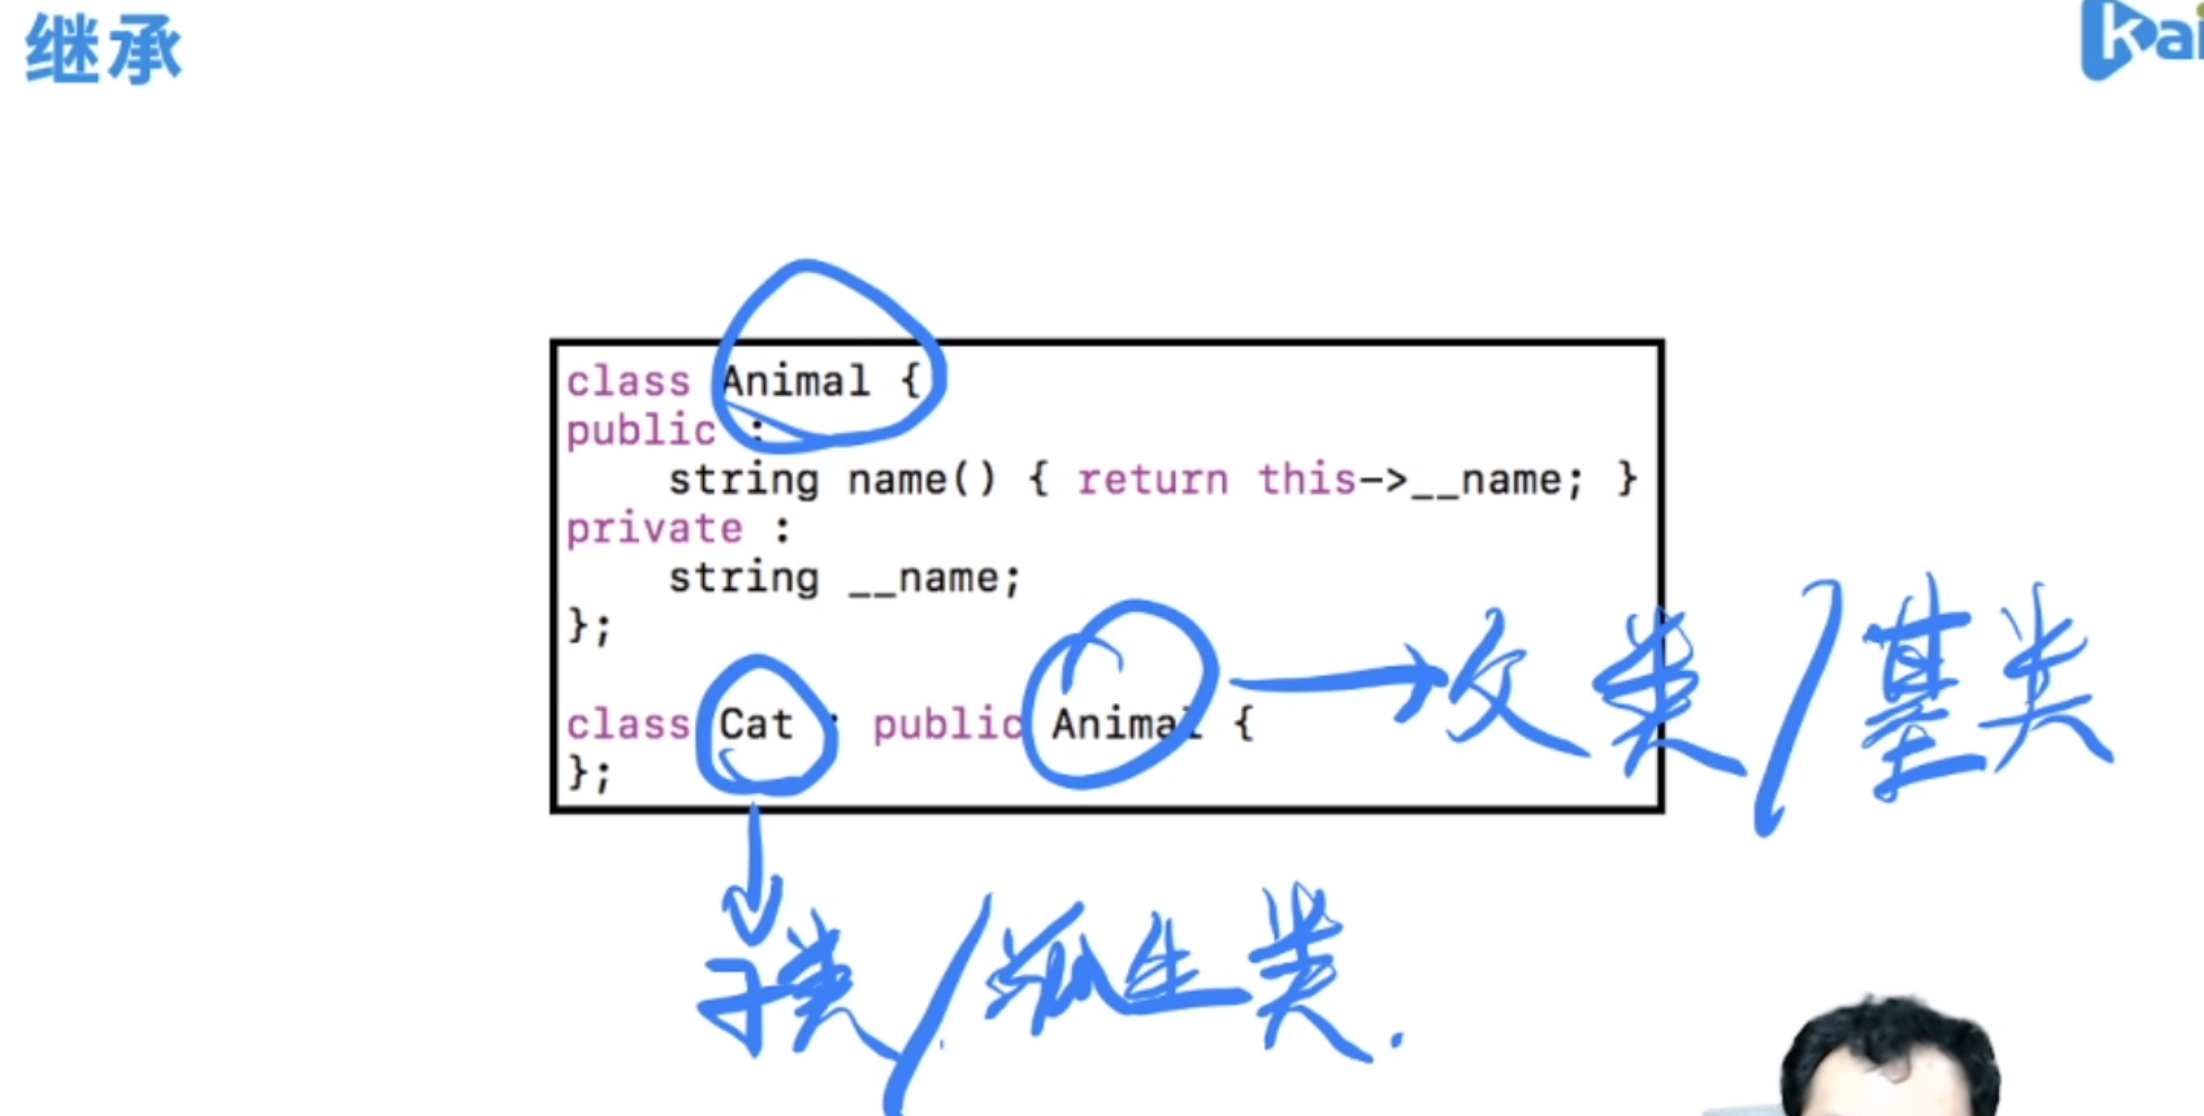 继承
kai
class Animal {
public :
    string name() { return this->__name; }
private :
    string __name;
};
class Cat : public Animal {
};
父类/基类
子类/派生类.